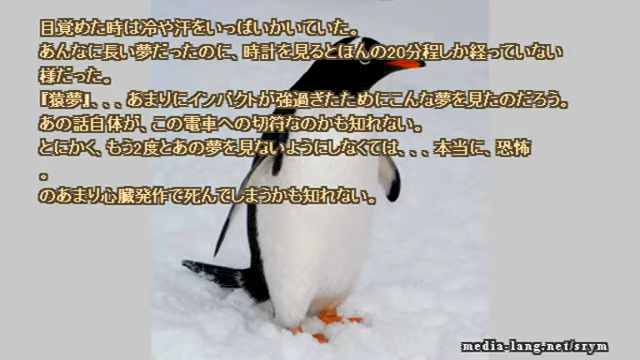 目覚めた時は冷や汗をいっぱいかいていた。
あんなに長い夢だったのに、時計を見るとほんの20分程しか経っていない
様だった。
『猿夢』、、、あまりにインパクトが強過ぎたためにこんな夢を見たのだろう。
あの話自体が、この電車への切符なのかも知れない。
とにかく、もう2度とあの夢を見ないようにしなくては、、、本当に、恐怖
。
のあまり心臓発作で死んでしまうかも知れない。
media-lang.net/srym